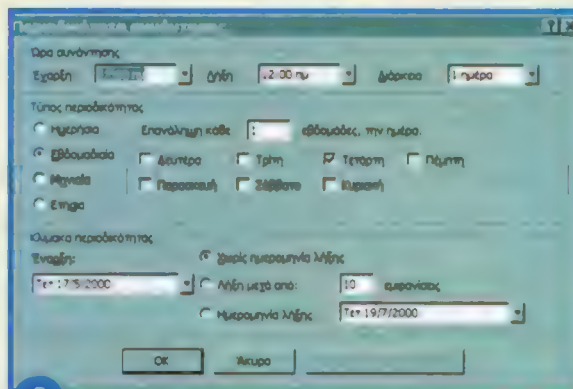 Ώρα συνάντησης
Έναρξη Λήξη 12:00 πμ Διάρκεια 1 ημέρα
Τύπος περιοδικότητας
Ημερήσια Επανάληψη κάθε 1 εβδομάδες, την ημέρα:
Εβδομαδιαία Δευτέρα Τρίτη Τετάρτη Πέμπτη
Μηνιαία Παρασκευή Σάββατο Κυριακή
Ετήσια
Κλίμακα περιοδικότητας
Έναρξη: Χωρίς ημερομηνία λήξης
Τετ 17/5/2000 Λήξη μετά από: 10 εμφανίσεις
Ημερομηνία λήξης Τετ 19/7/2000
OK Άκυρο